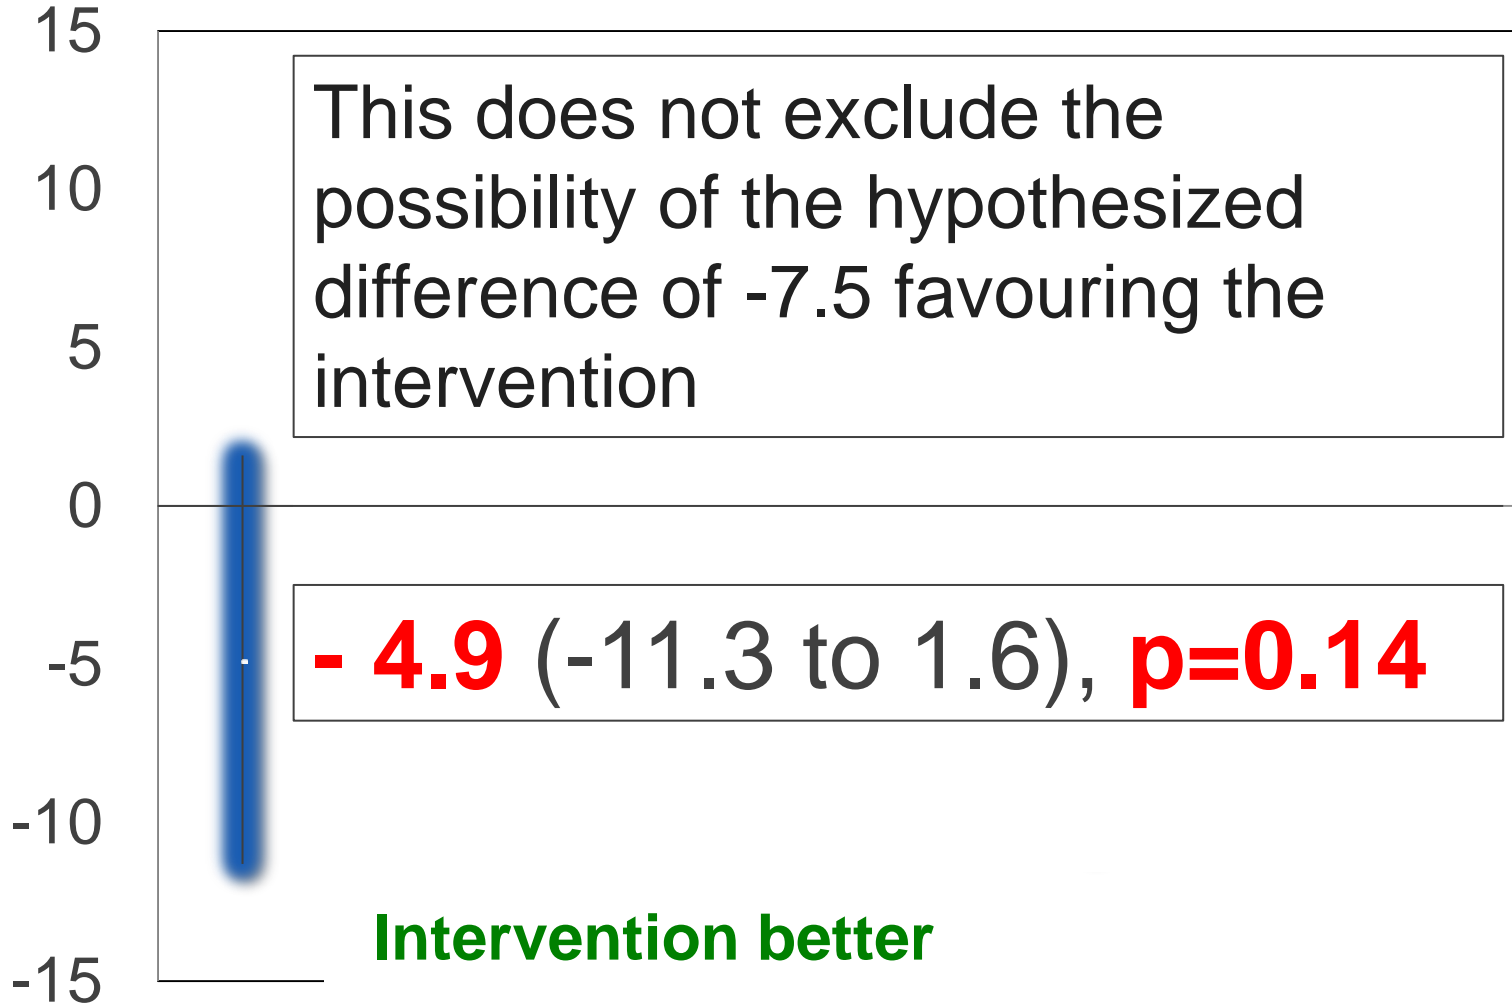 15
This does not exclude the
10
possibility of the hypothesized
difference of -7.5 favouring the
5
intervention
0
-5
- 4.9 (-11.3 to 1.6), p=0.14
-10
Intervention better
-15